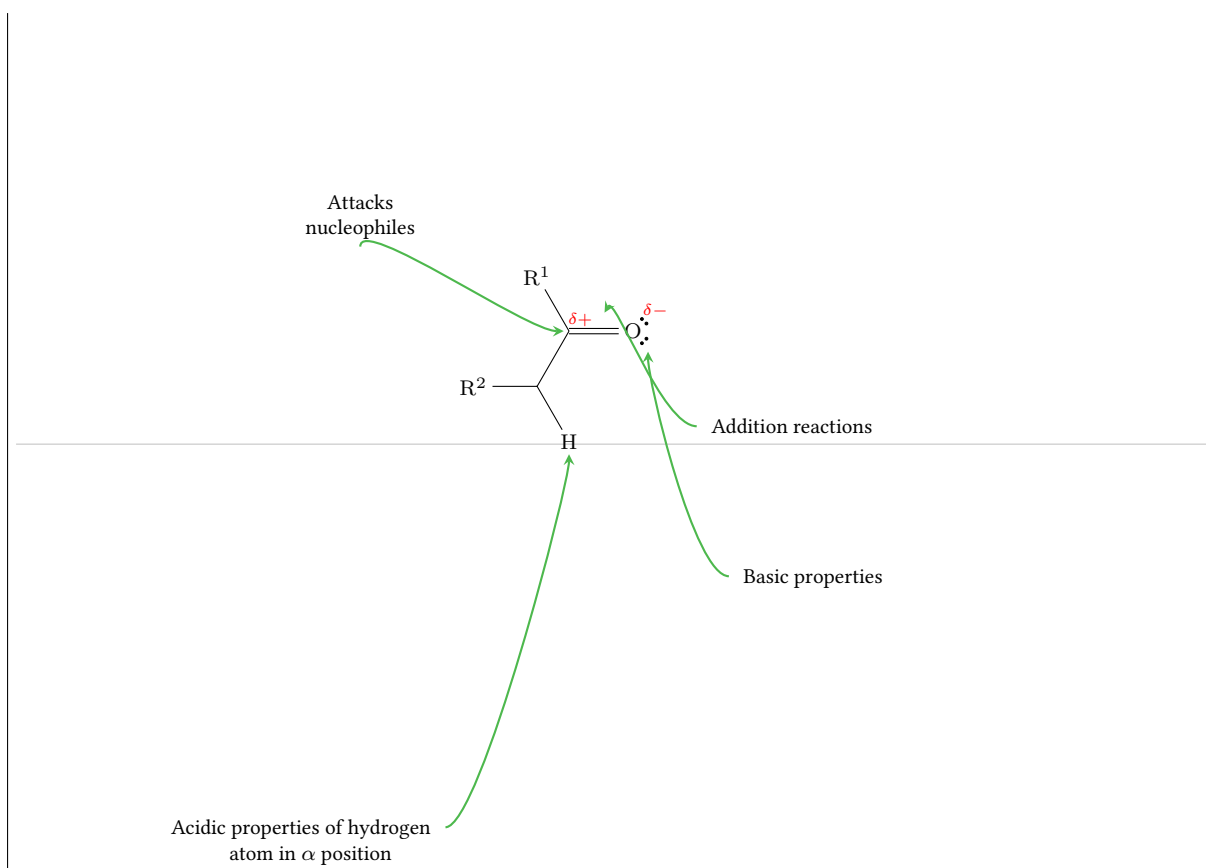 Attacks
nucleophiles
R¹
δ+
δ−
O
R²
Addition reactions
H
Basic properties
Acidic properties of hydrogen
atom in α position